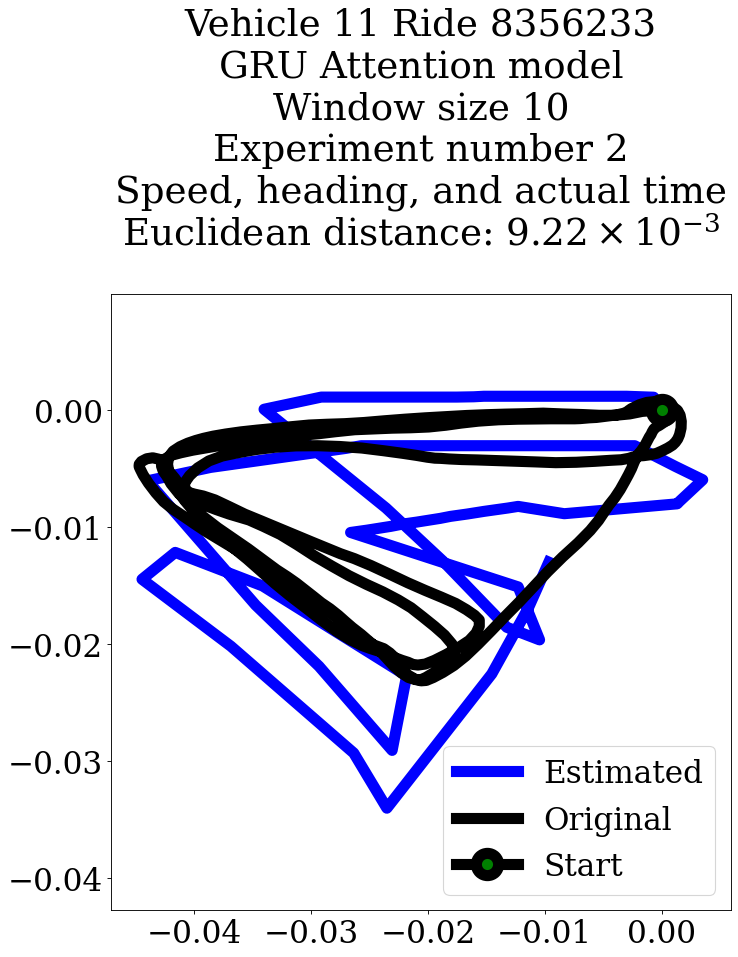 Vehicle 11 Ride 8356233
GRU Attention model
Window size 10
Experiment number 2
Speed, heading, and actual time
Euclidean distance: 9.22 × 10⁻³
0.00
−0.01
−0.02
−0.03
−0.04
Estimated
Original
Start
−0.04 −0.03 −0.02 −0.01 0.00